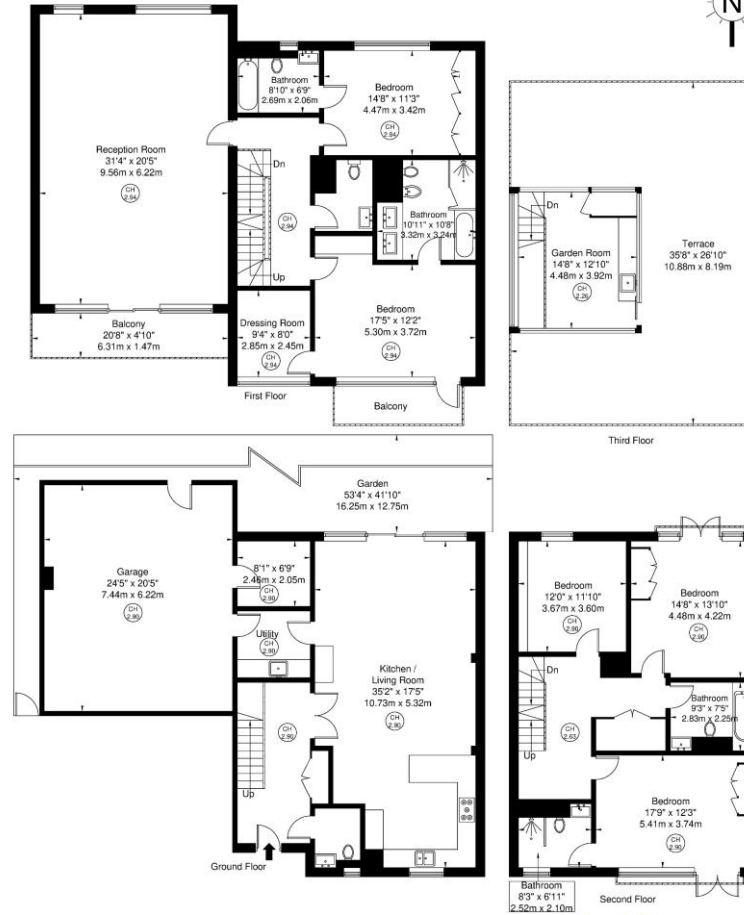 N
Reception Room
31'4" x 20'5"
9.56m x 6.22m
CH
2.94
Balcony
20'8" x 4'10"
6.31m x 1.47m
Bathroom
8'10" x 6'9"
2.69m x 2.06m
Bedroom
14'8" x 11'3"
4.47m x 3.42m
CH
2.94
Dn
CH
2.94
Up
Bathroom
10'11" x 10'8"
3.32m x 3.24m
Dressing Room
9'4" x 8'0"
2.85m x 2.45m
CH
2.94
Bedroom
17'5" x 12'2"
5.30m x 3.72m
CH
2.94
First Floor
Balcony
Dn
Garden Room
14'8" x 12'10"
4.48m x 3.92m
CH
2.26
Terrace
35'8" x 26'10"
10.88m x 8.19m
Third Floor
Garden
53'4" x 41'10"
16.25m x 12.75m
Garage
24'5" x 20'5"
7.44m x 6.22m
CH
2.90
8'1" x 6'9"
2.46m x 2.05m
CH
2.90
Utility
CH
2.90
Kitchen /
Living Room
35'2" x 17'5"
10.73m x 5.32m
CH
2.90
CH
2.90
Up
Ground Floor
Bedroom
12'0" x 11'10"
3.67m x 3.60m
CH
2.90
Bedroom
14'8" x 13'10"
4.48m x 4.22m
CH
2.90
Dn
CH
2.63
Up
Bathroom
9'3" x 7'5"
2.83m x 2.25m
Bedroom
17'9" x 12'3"
5.41m x 3.74m
CH
2.90
Bathroom
8'3" x 6'11"
2.52m x 2.10m
Second Floor